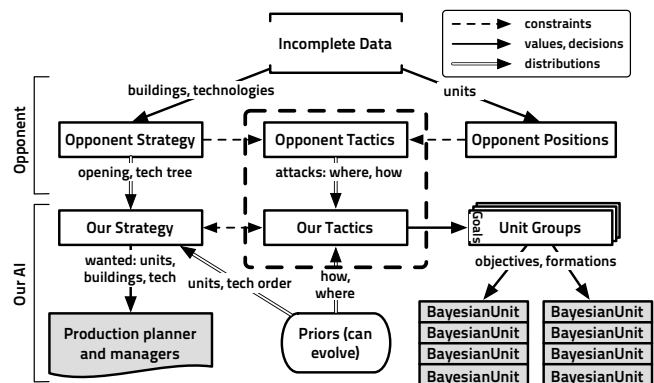 Incomplete Data
constraints
values, decisions
distributions
buildings, technologies
units
Opponent
Opponent Strategy
Opponent Tactics
Opponent Positions
opening, tech tree
attacks: where, how
Our AI
Our Strategy
Our Tactics
Goals
Unit Groups
wanted: units,
buildings, tech
units, tech order
how,
where
objectives, formations
Production planner
and managers
Priors (can
evolve)
BayesianUnit
BayesianUnit
BayesianUnit
BayesianUnit
BayesianUnit
BayesianUnit
BayesianUnit
BayesianUnit